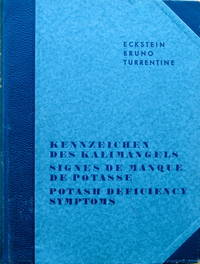 ECKSTEIN
BRUNO
TURRENTINE
KENNZEICHEN
DES KALIMANGELS
SIGNES DE MANQUE
DE POTASSE
POTASH DEFICIENCY
SYMPTOMS